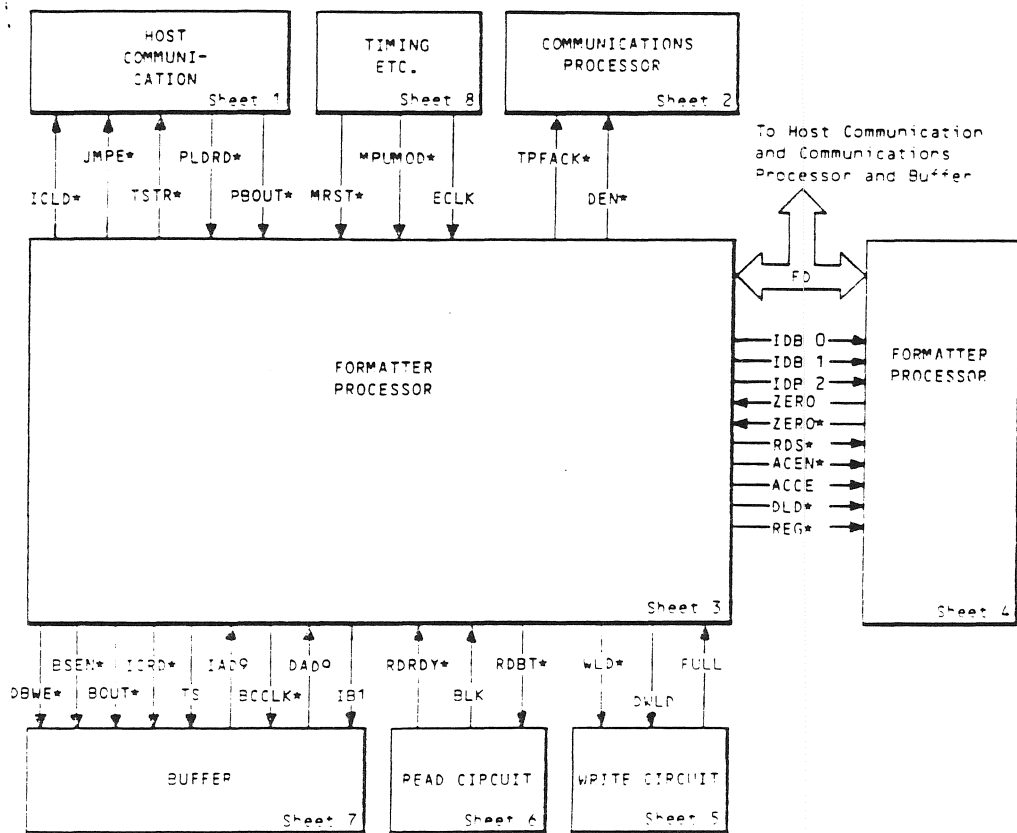 HOST
COMMUNI-
CATION
Sheet 1
TIMING
ETC.
Sheet 8
COMMUNICATIONS
PROCESSOR
Sheet 2
To Host Communication
and Communications
Processor and Buffer
JMPE*
PLDRD*
MPUMOD*
TPFACK*
ICLD*
TSTR*
PBOUT*
MRST*
ECLK
DEN*
FD
FORMATTER
PROCESSOR
Sheet 3
IDB 0
IDB 1
IDB 2
ZERO
ZERO*
RDS*
ACEN*
ACCE
DLD*
REG*
FORMATTER
PROCESSOR
Sheet 4
BSEN*
ICRD*
IAD9
DAD9
RDRDY*
RDBT*
WLD*
FULL
DBWE*
BOUT*
TS
BCCLK*
IB1
BLK
DWLD
BUFFER
Sheet 7
READ CIRCUIT
Sheet 6
WRITE CIRCUIT
Sheet 5